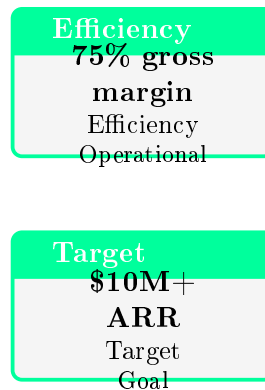 Efficiency
75% gross
margin
Efficiency
Operational
Target
$10M+
ARR
Target
Goal